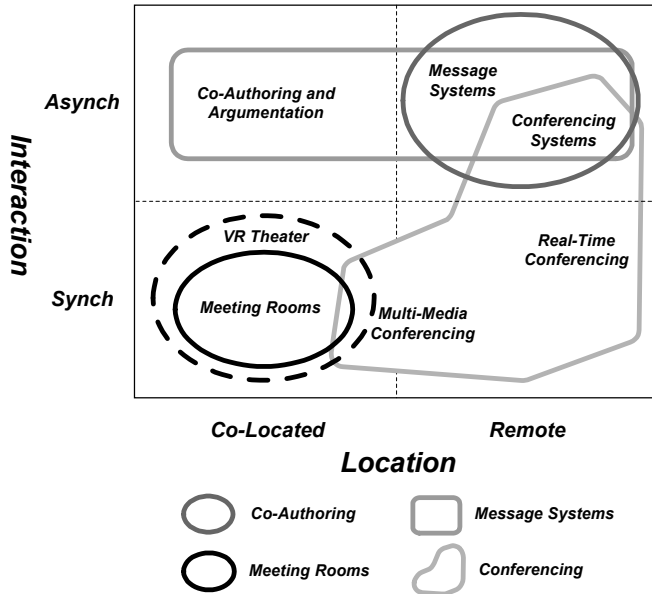 Asynch
Interaction
Synch
Co-Authoring and
Argumentation
Message
Systems
Conferencing
Systems
VR Theater
Meeting Rooms
Multi-Media
Conferencing
Real-Time
Conferencing
Co-Located
Remote
Location
Co-Authoring
Message Systems
Meeting Rooms
Conferencing